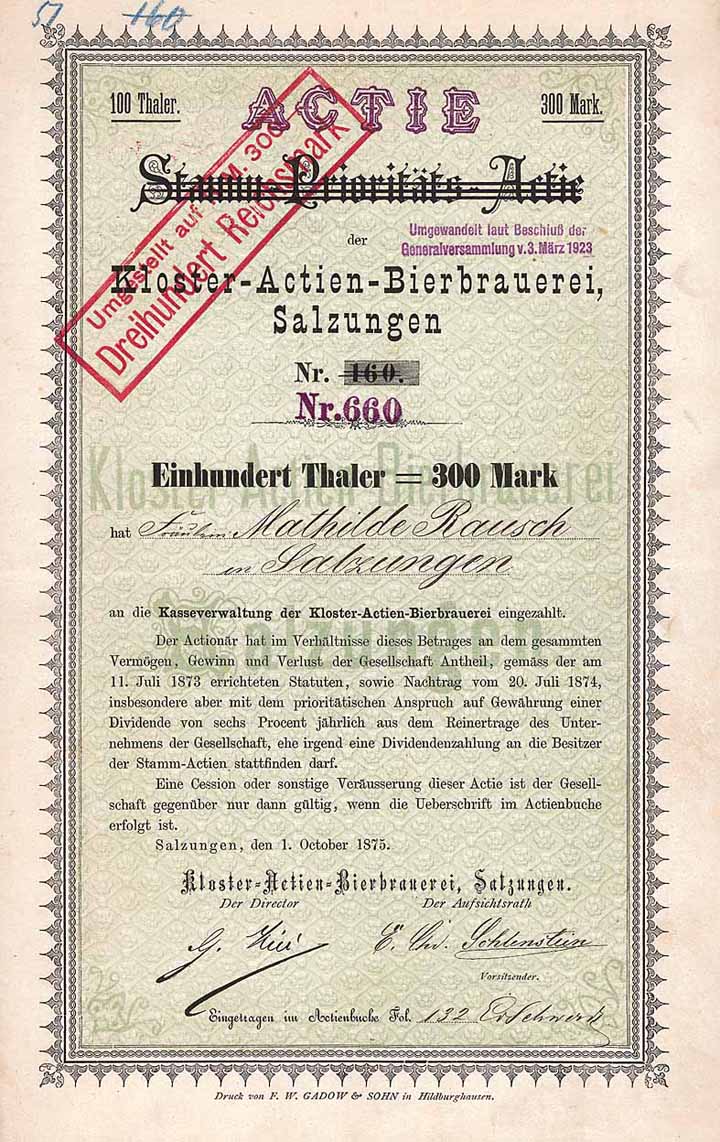 51 160
100 Thaler. ACTIE 300 Mark.
Stamm-Prioritäts-Actie
Umgestellt auf M. 300
Dreihundert Reichsmark
Umgewandelt laut Beschluß der
Generalversammlung v. 3. März 1923
der
Kloster-Actien-Bierbrauerei,
Salzungen
Nr. 160.
Nr. 660
Kloster-Actien-Bierbrauerei
Einhundert Thaler = 300 Mark
hat Fräulein Mathilde Rausch
in Salzungen
an die Kasseverwaltung der Kloster-Actien-Bierbrauerei eingezahlt.
Der Actionär hat im Verhältnisse dieses Betrages an dem gesammten
Vermögen, Gewinn und Verlust der Gesellschaft Antheil, gemäss der am
11. Juli 1873 errichteten Statuten, sowie Nachtrag vom 20. Juli 1874,
insbesondere aber mit dem prioritätischen Anspruch auf Gewährung einer
Dividende von sechs Procent jährlich aus dem Reinertrage des Unter-
nehmens der Gesellschaft, ehe irgend eine Dividendenzahlung an die Besitzer
der Stamm-Actien stattfinden darf.
Eine Cession oder sonstige Veräusserung dieser Actie ist der Gesell-
schaft gegenüber nur dann gültig, wenn die Ueberschrift im Actienbuche
erfolgt ist.
Salzungen, den 1. October 1875.
Kloster-Actien-Bierbrauerei, Salzungen.
Der Director Der Aufsichtsrath
G. E. Chr. Schlenstein
Vorsitzender.
Eingetragen im Actienbuche Fol. 132
Druck von F. W. GADOW & SOHN in Hildburghausen.